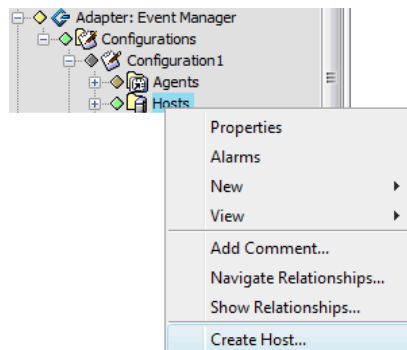 Adapter: Event Manager
Configurations
Configuration1
Agents
Hosts
Properties
Alarms
New
View
Add Comment...
Navigate Relationships...
Show Relationships...
Create Host...